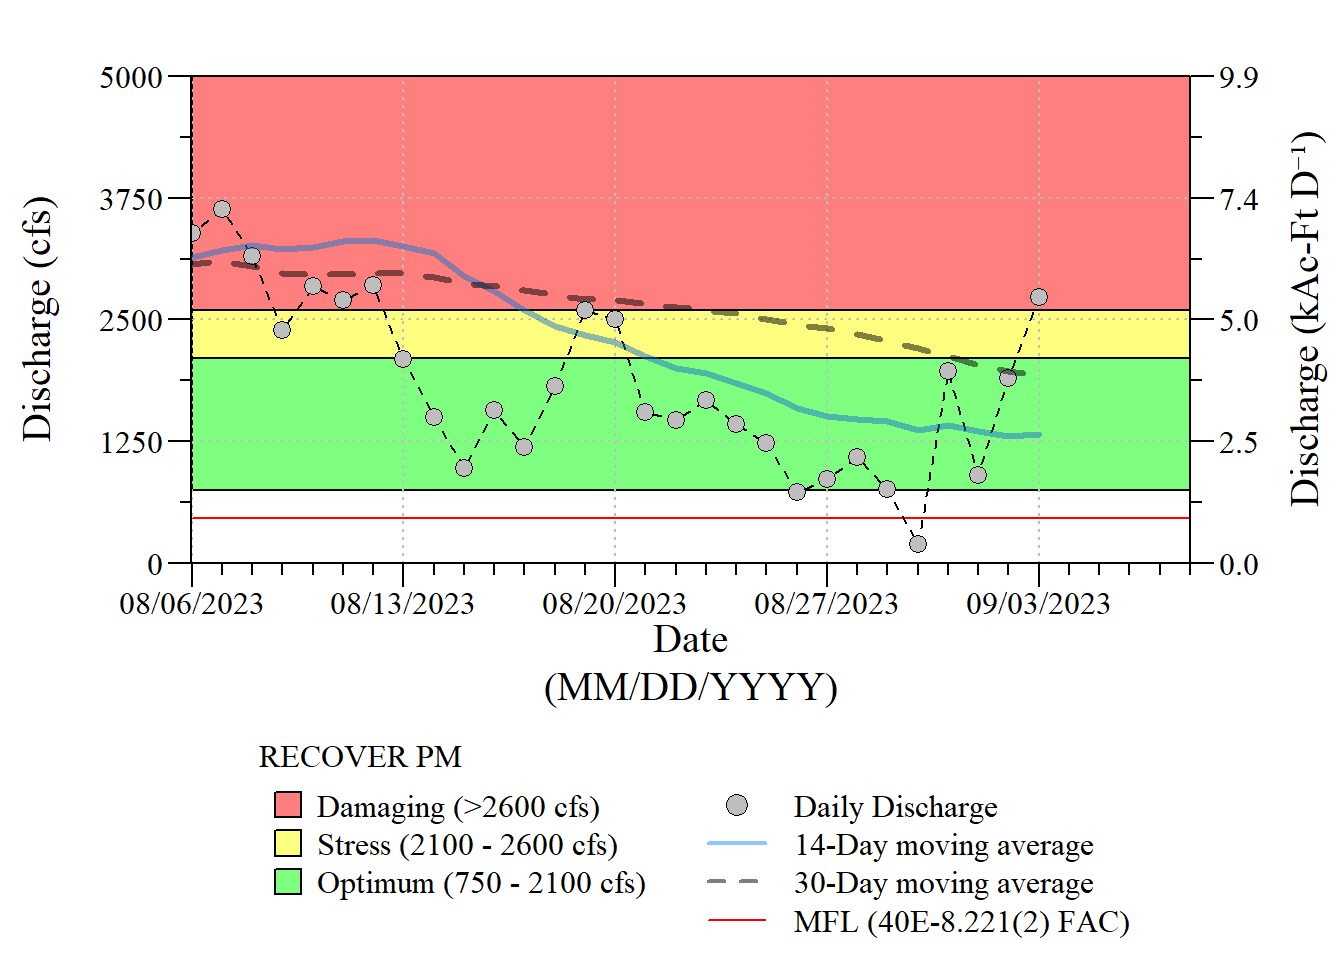 5000
3750
2500
1250
0
Discharge (cfs)
9.9
7.4
5.0
2.5
0.0
Discharge (kAc-Ft D⁻¹)
08/06/2023
08/13/2023
08/20/2023
08/27/2023
09/03/2023
Date
(MM/DD/YYYY)
RECOVER PM
Damaging (>2600 cfs)
Stress (2100 - 2600 cfs)
Optimum (750 - 2100 cfs)
Daily Discharge
14-Day moving average
30-Day moving average
MFL (40E-8.221(2) FAC)